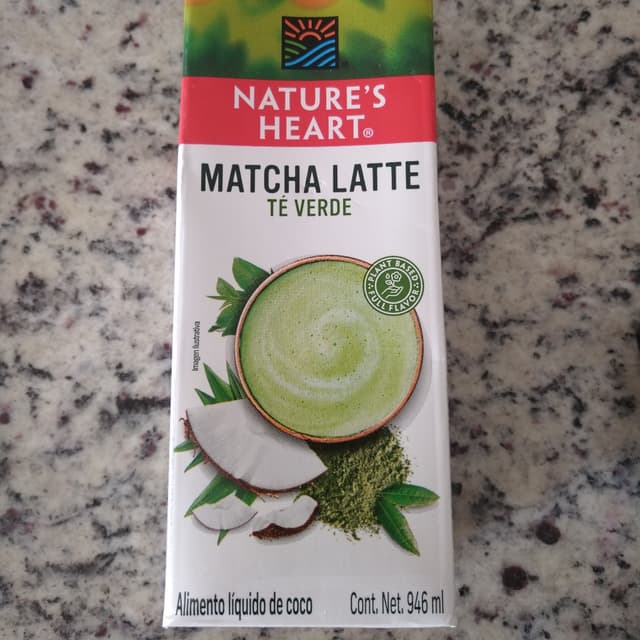 NATURE'S
HEART®
MATCHA LATTE
TÉ VERDE
PLANT BASED
FULL FLAVOR
Imagen ilustrativa
Alimento líquido de coco
Cont. Net. 946 ml